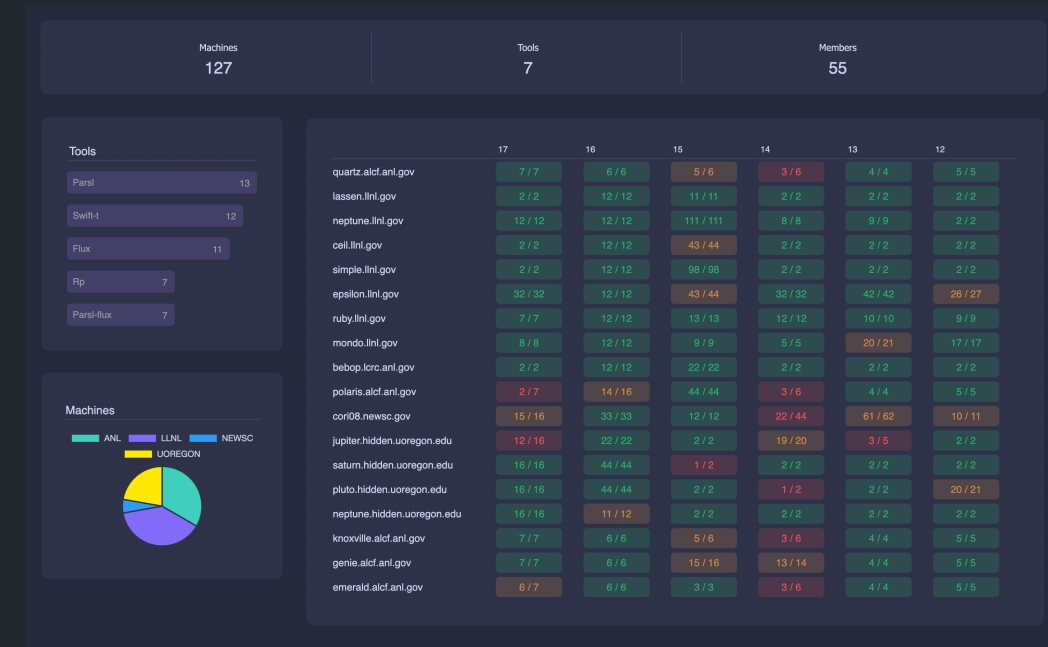 Machines Tools Members
127 7 55
Tools
Parsl 13
Swift-t 12
Flux 11
Rp 7
Parsl-flux 7
Machines
ANL LLNL NEWSC
UOREGON
17 16 15 14 13 12
quartz.alcf.anl.gov 7 / 7 6 / 6 5 / 6 3 / 6 4 / 4 5 / 5
lassen.llnl.gov 2 / 2 12 / 12 11 / 11 2 / 2 2 / 2 2 / 2
neptune.llnl.gov 12 / 12 12 / 12 111 / 111 8 / 8 9 / 9 2 / 2
ceil.llnl.gov 2 / 2 12 / 12 43 / 44 2 / 2 2 / 2 2 / 2
simple.llnl.gov 2 / 2 12 / 12 98 / 98 2 / 2 2 / 2 2 / 2
epsilon.llnl.gov 32 / 32 12 / 12 43 / 44 32 / 32 42 / 42 26 / 27
ruby.llnl.gov 7 / 7 12 / 12 13 / 13 12 / 12 10 / 10 9 / 9
mondo.llnl.gov 8 / 8 12 / 12 9 / 9 5 / 5 20 / 21 17 / 17
bebop.lcrc.anl.gov 2 / 2 12 / 12 22 / 22 2 / 2 2 / 2 2 / 2
polaris.alcf.anl.gov 2 / 7 14 / 16 44 / 44 3 / 6 4 / 4 5 / 5
cori08.newsc.gov 15 / 16 33 / 33 12 / 12 22 / 44 61 / 62 10 / 11
jupiter.hidden.uoregon.edu 12 / 16 22 / 22 2 / 2 19 / 20 3 / 5 2 / 2
saturn.hidden.uoregon.edu 16 / 16 44 / 44 1 / 2 2 / 2 2 / 2 2 / 2
pluto.hidden.uoregon.edu 16 / 16 44 / 44 2 / 2 1 / 2 2 / 2 20 / 21
neptune.hidden.uoregon.edu 16 / 16 11 / 12 2 / 2 2 / 2 2 / 2 2 / 2
knoxville.alcf.anl.gov 7 / 7 6 / 6 5 / 6 3 / 6 4 / 4 5 / 5
genie.alcf.anl.gov 7 / 7 6 / 6 15 / 16 13 / 14 4 / 4 5 / 5
emerald.alcf.anl.gov 6 / 7 6 / 6 3 / 3 3 / 6 4 / 4 5 / 5